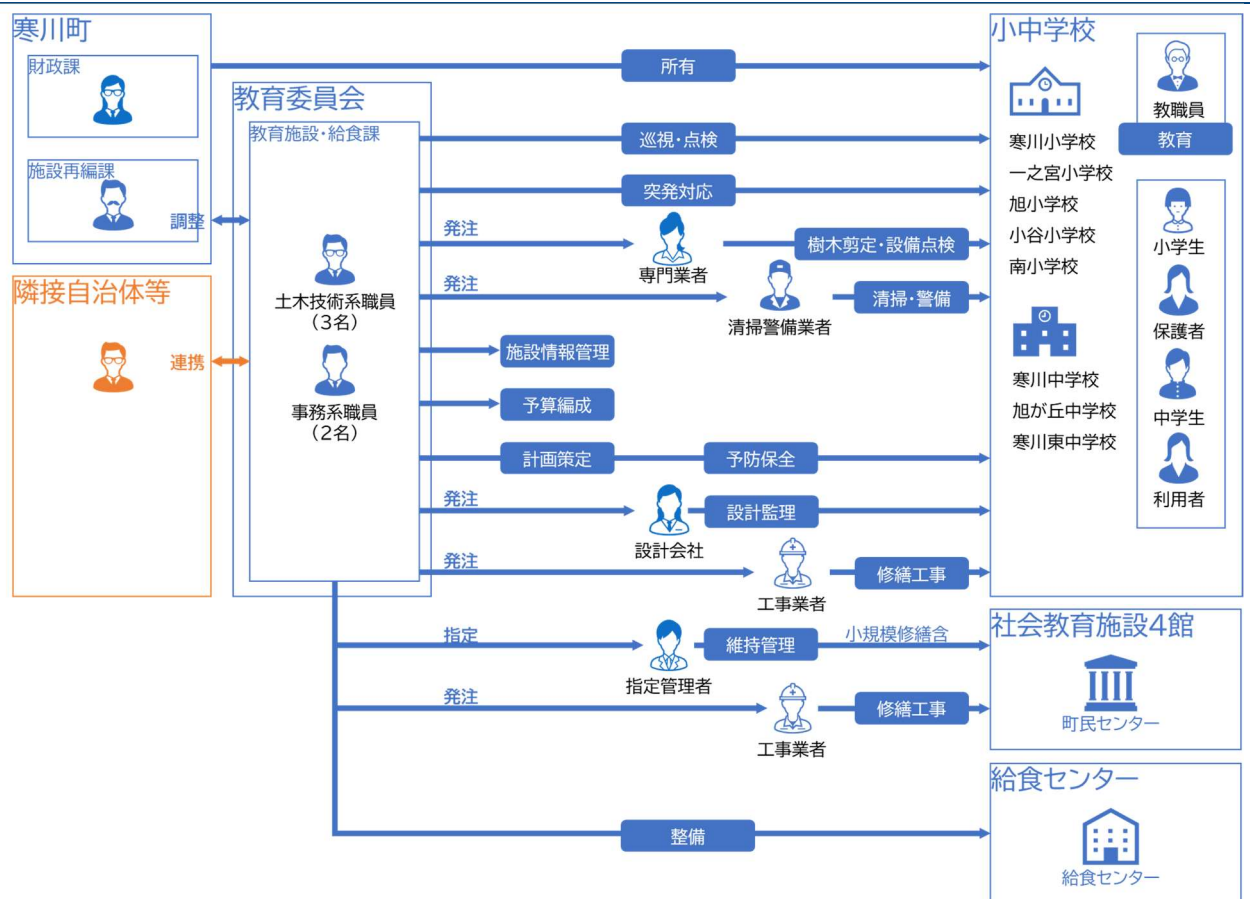 寒川町
財政課
施設再編課
調整
隣接自治体等
連携
教育委員会
教育施設・給食課
土木技術系職員
（3名）
事務系職員
（2名）
所有
巡視・点検
突発対応
発注
専門業者
樹木剪定・設備点検
発注
清掃警備業者
清掃・警備
施設情報管理
予算編成
計画策定
予防保全
発注
設計会社
設計監理
発注
工事業者
修繕工事
指定
指定管理者
維持管理
小規模修繕含
発注
工事業者
修繕工事
整備
小中学校
寒川小学校
一之宮小学校
旭小学校
小谷小学校
南小学校
寒川中学校
旭が丘中学校
寒川東中学校
教職員
教育
小学生
保護者
中学生
利用者
社会教育施設4館
町民センター
給食センター
給食センター